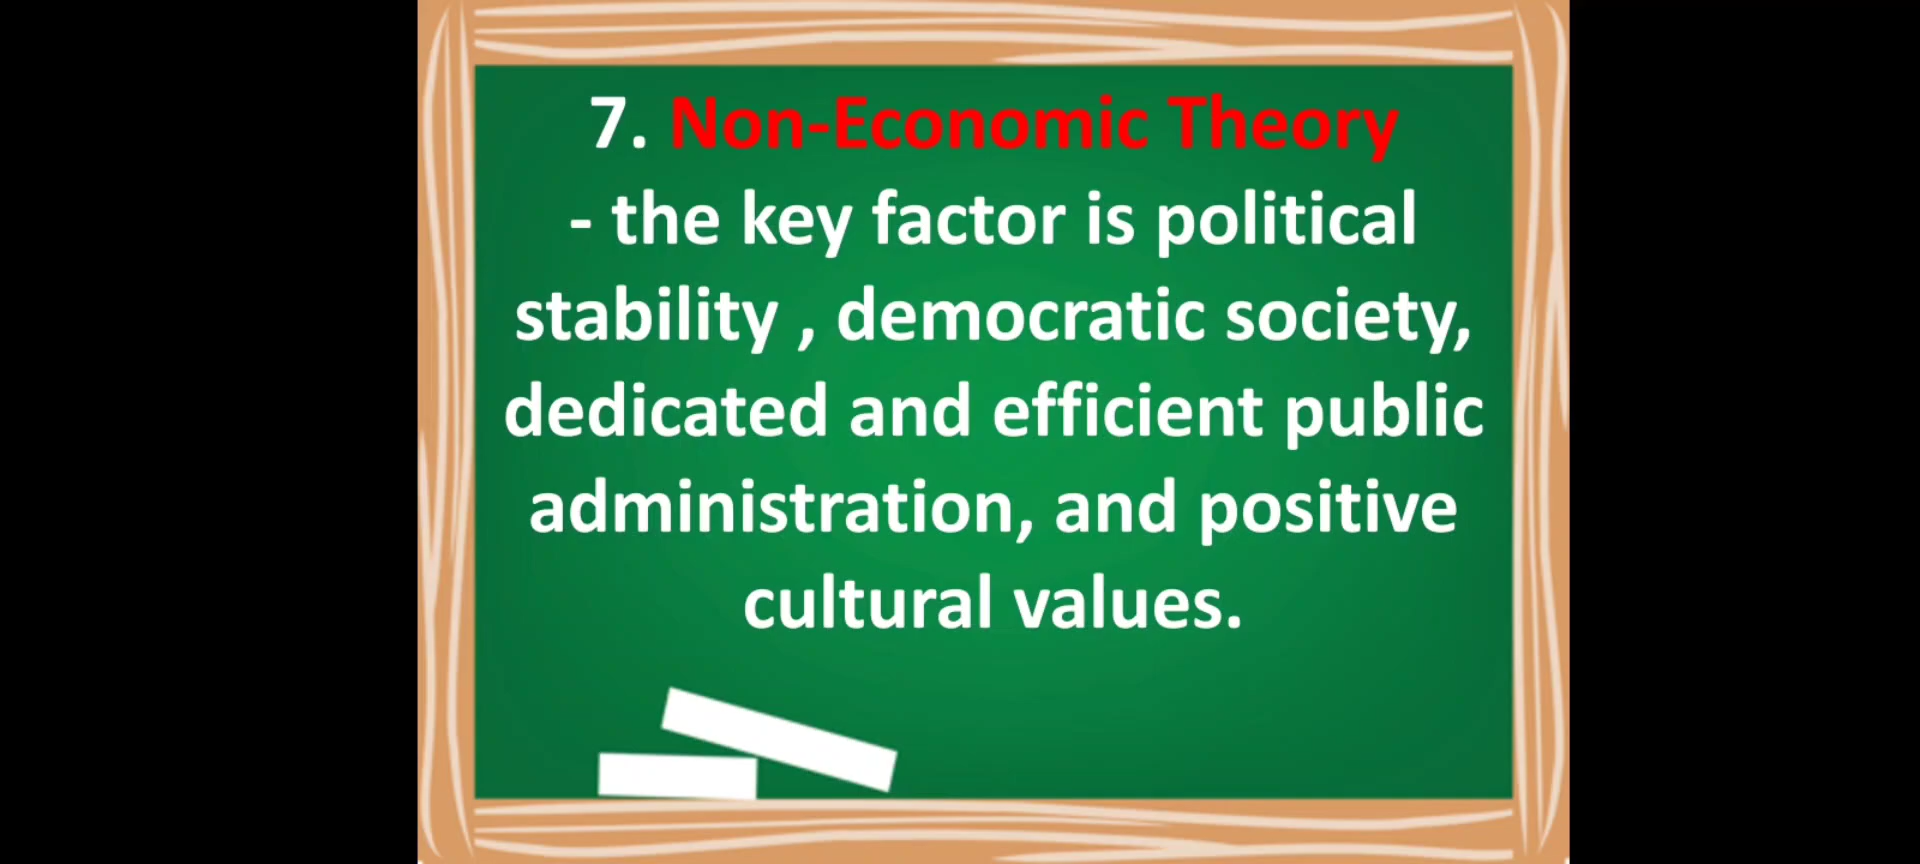 7. Non-Economic Theory
- the key factor is political
stability , democratic society,
dedicated and efficient public
administration, and positive
cultural values.